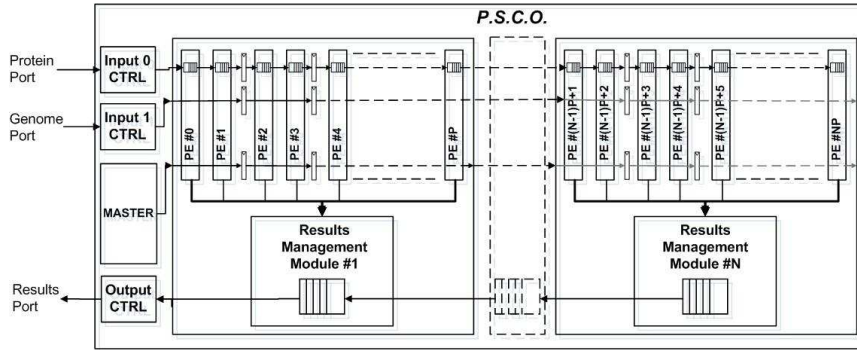 P.S.C.O.
Protein
Port
Input 0
CTRL
Genome
Port
Input 1
CTRL
MASTER
Results
Port
Output
CTRL
PE #0
PE #1
PE #2
PE #3
PE #4
PE #P
Results
Management
Module #1
PE #(N-1)P+1
PE #(N-1)P+2
PE #(N-1)P+3
PE #(N-1)P+4
PE #(N-1)P+5
PE #NP
Results
Management
Module #N